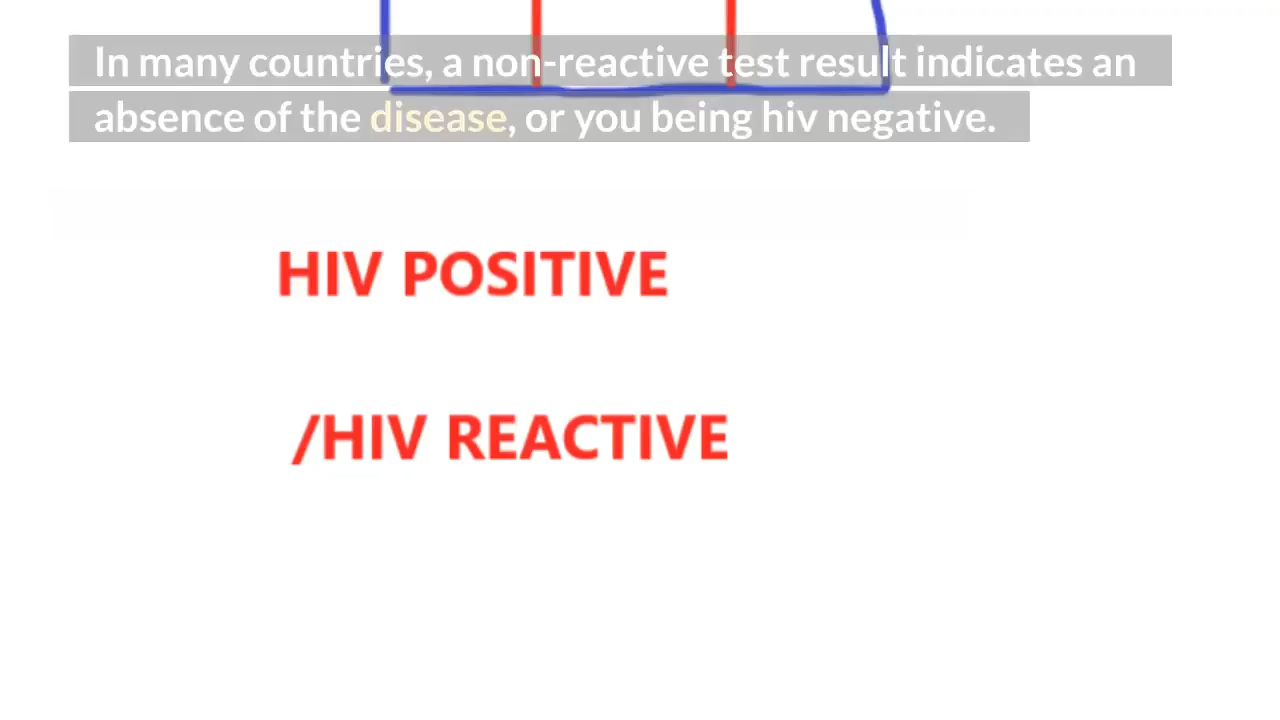 In many countries, a non-reactive test result indicates an
absence of the disease, or you being hiv negative.
HIV POSITIVE
/HIV REACTIVE